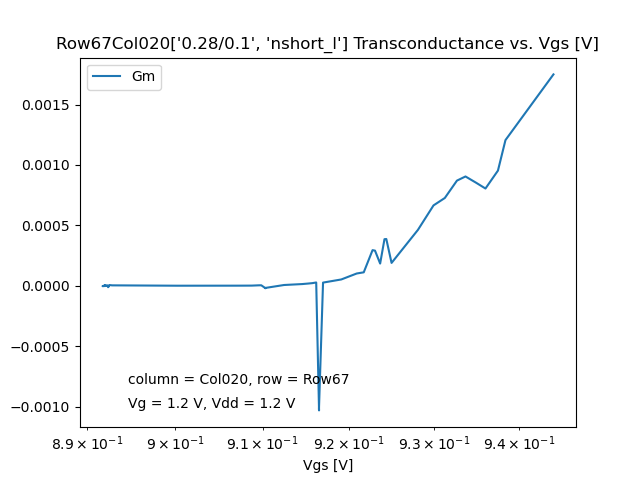 Row67Col020['0.28/0.1', 'nshort_l'] Transconductance vs. Vgs [V]
Gm
0.0015
0.0010
0.0005
0.0000
−0.0005
−0.0010
column = Col020, row = Row67
Vg = 1.2 V, Vdd = 1.2 V
8.9 × 10⁻¹ 9 × 10⁻¹ 9.1 × 10⁻¹ 9.2 × 10⁻¹ 9.3 × 10⁻¹ 9.4 × 10⁻¹
Vgs [V]